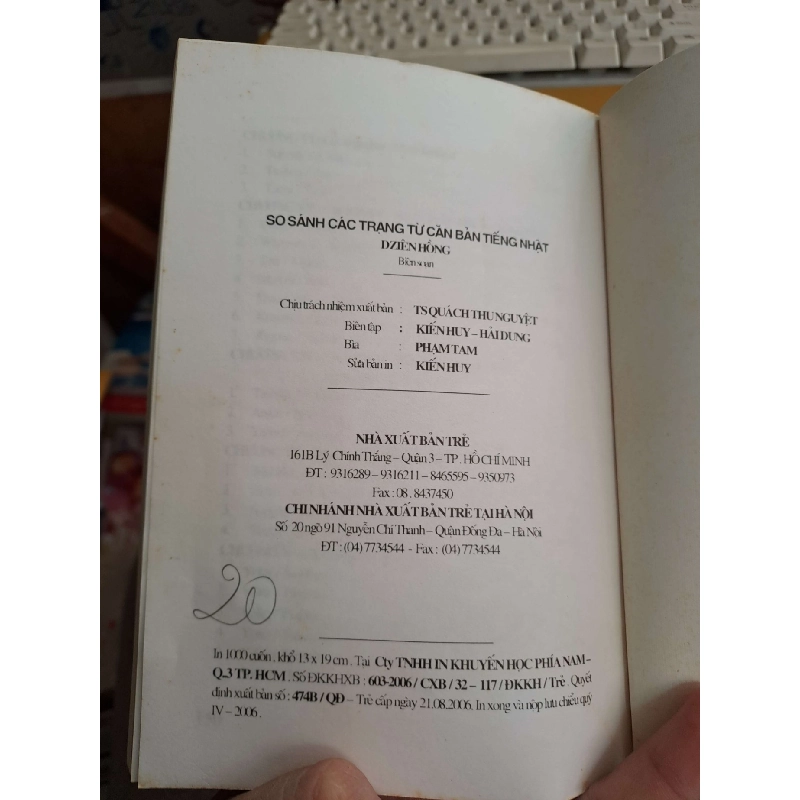 SO SÁNH CÁC TRẠNG TỪ CĂN BẢN TIẾNG NHẬT
DZIÊN HỒNG
Biên soạn
Chịu trách nhiệm xuất bản : TS QUÁCH THU NGUYỆT
Biên tập : KIẾN HUY – HẢI DUNG
Bìa : PHẠM TAM
Sửa bản in : KIẾN HUY
NHÀ XUẤT BẢN TRẺ
161B Lý Chính Thắng – Quận 3 – TP. HỒ CHÍ MINH
ĐT : 9316289 – 9316211 – 8465595 – 9350973
Fax : 08. 8437450
CHI NHÁNH NHÀ XUẤT BẢN TRẺ TẠI HÀ NỘI
Số 20 ngõ 91 Nguyễn Chí Thanh – Quận Đống Đa – Hà Nội
ĐT : (04) 7734544 - Fax : (04) 7734544
20
In 1000 cuốn, khổ 13 x 19 cm. Tại Cty TNHH IN KHUYẾN HỌC PHÍA NAM –
Q.3 TP. HCM. Số ĐKKHXB : 603-2006 / CXB / 32 – 117 / ĐKKH / Trẻ. Quyết
định xuất bản số : 474B / QĐ – Trẻ cấp ngày 21.08.2006. In xong và nộp lưu chiểu quý
IV – 2006.